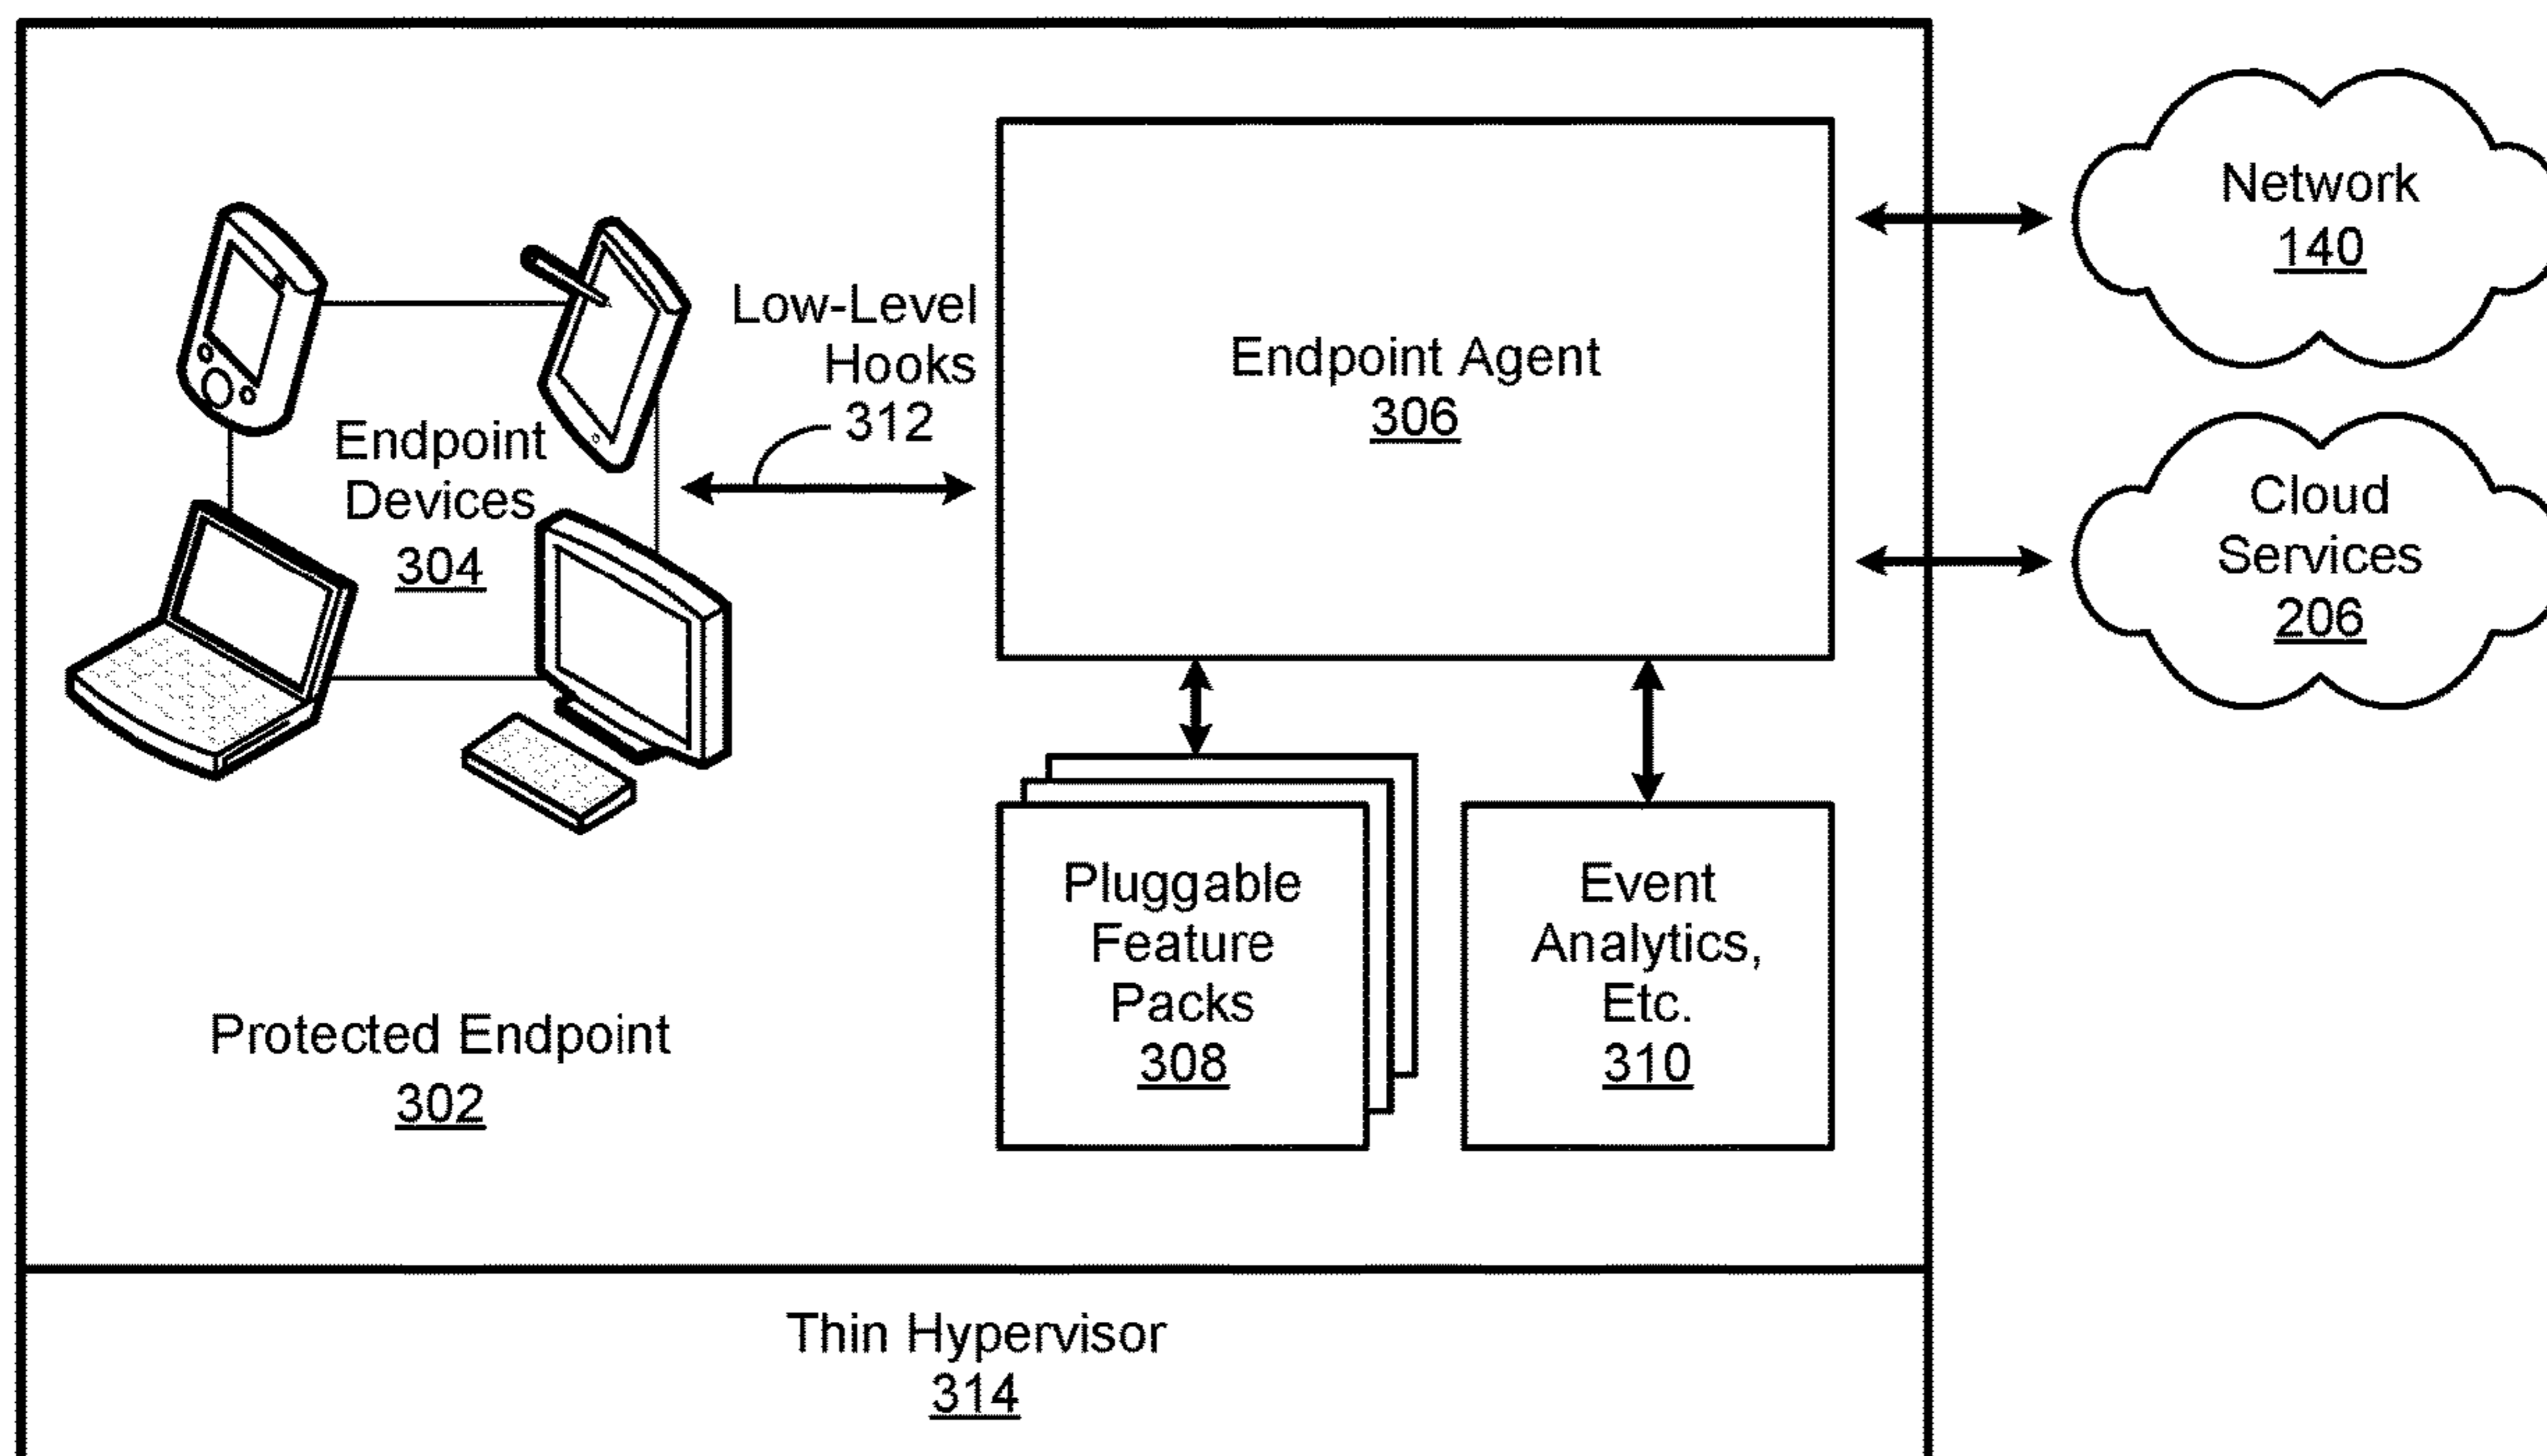 Low-Level
Hooks
312
Endpoint
Devices
304
Protected Endpoint
302
Endpoint Agent
306
Pluggable
Feature
Packs
308
Event
Analytics,
Etc.
310
Network
140
Cloud
Services
206
Thin Hypervisor
314